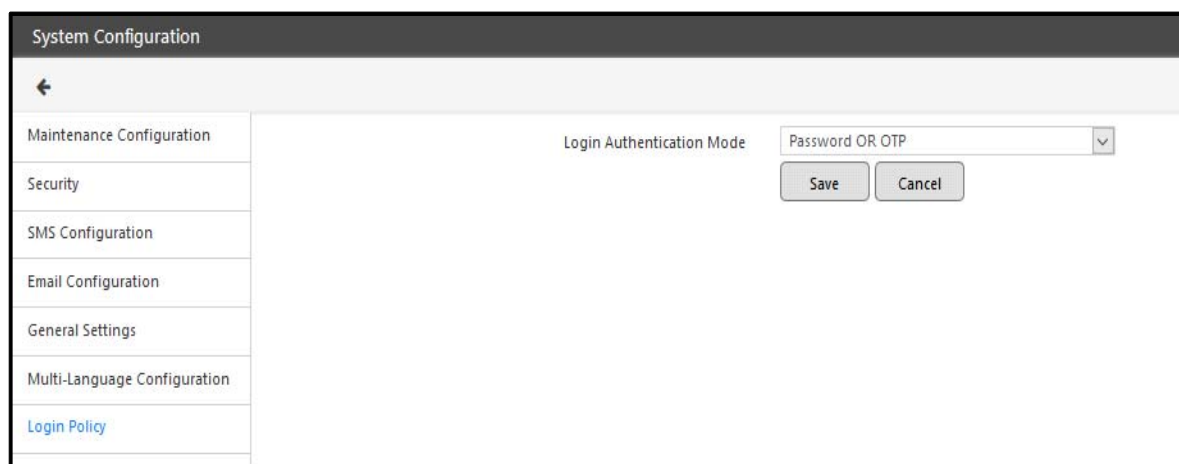 System Configuration
Maintenance Configuration
Security
SMS Configuration
Email Configuration
General Settings
Multi-Language Configuration
Login Policy
Login Authentication Mode
Password OR OTP
Save
Cancel